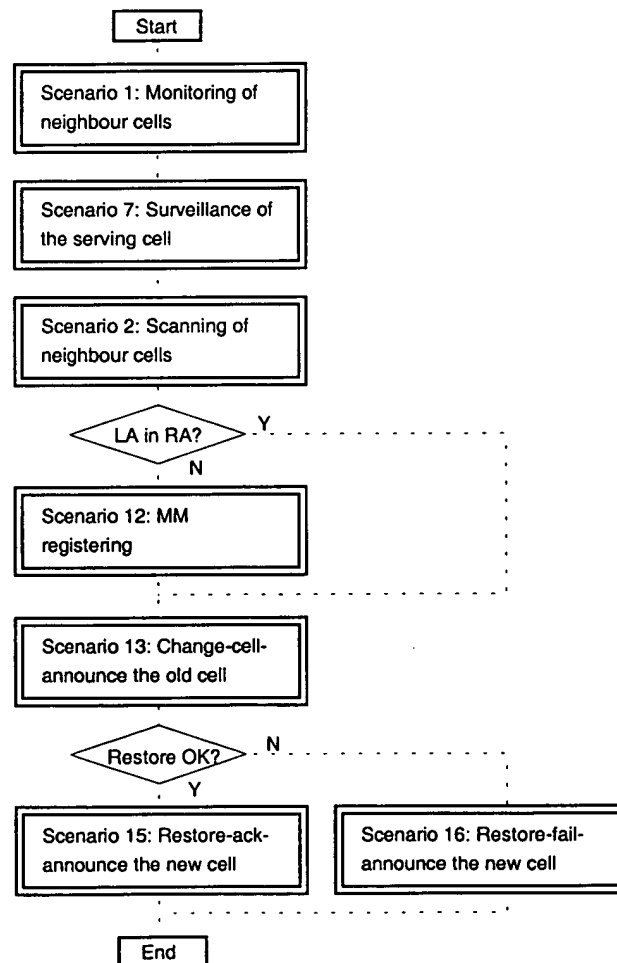 Start
Scenario 1: Monitoring of
neighbour cells
Scenario 7: Surveillance of
the serving cell
Scenario 2: Scanning of
neighbour cells
LA in RA?
Y
N
Scenario 12: MM
registering
Scenario 13: Change-cell-
announce the old cell
Restore OK?
N
Y
Scenario 15: Restore-ack-
announce the new cell
Scenario 16: Restore-fail-
announce the new cell
End